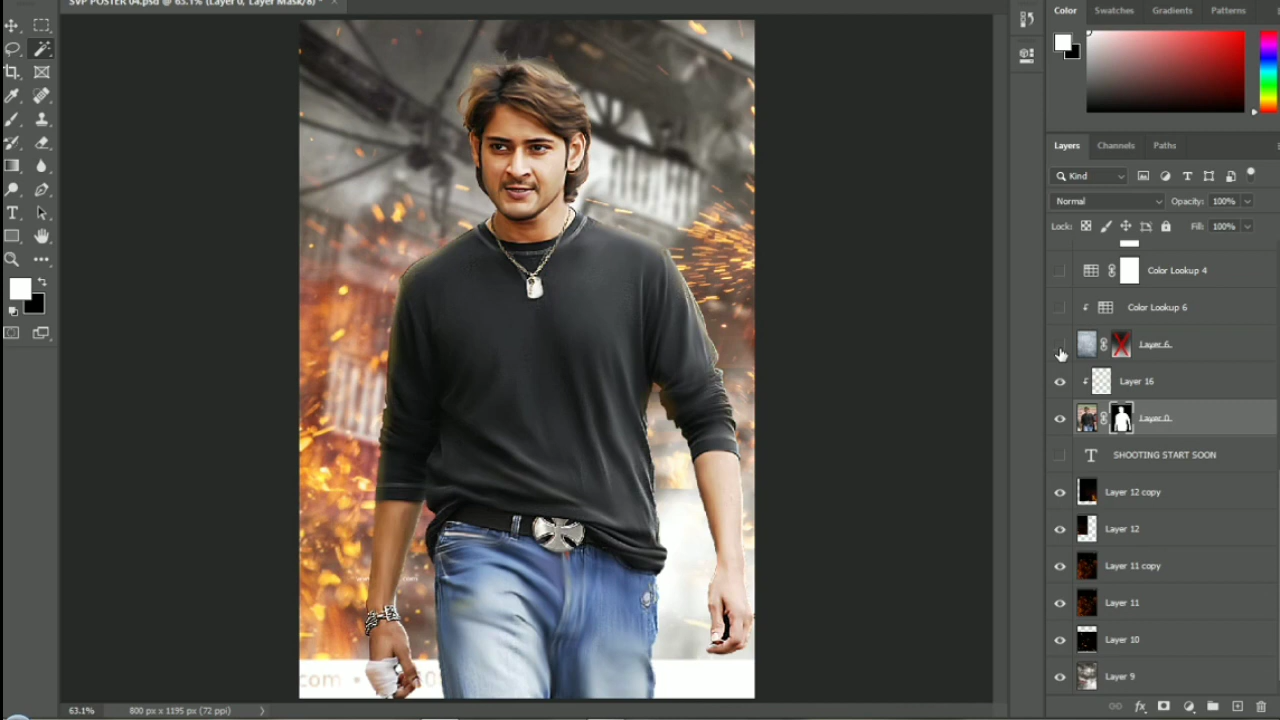 SVP POSTER 04.psd @ 63.1% (Layer 0, Layer Mask/8) *
Color Swatches Gradients Patterns
Layers Channels Paths
Kind
Normal Opacity: 100%
Lock: Fill: 100%
Color Lookup 4
Color Lookup 6
Layer 6
Layer 16
Layer 0
SHOOTING START SOON
Layer 12 copy
Layer 12
Layer 11 copy
Layer 11
Layer 10
Layer 9
.com •
63.1% 800 px x 1195 px (72 ppi)